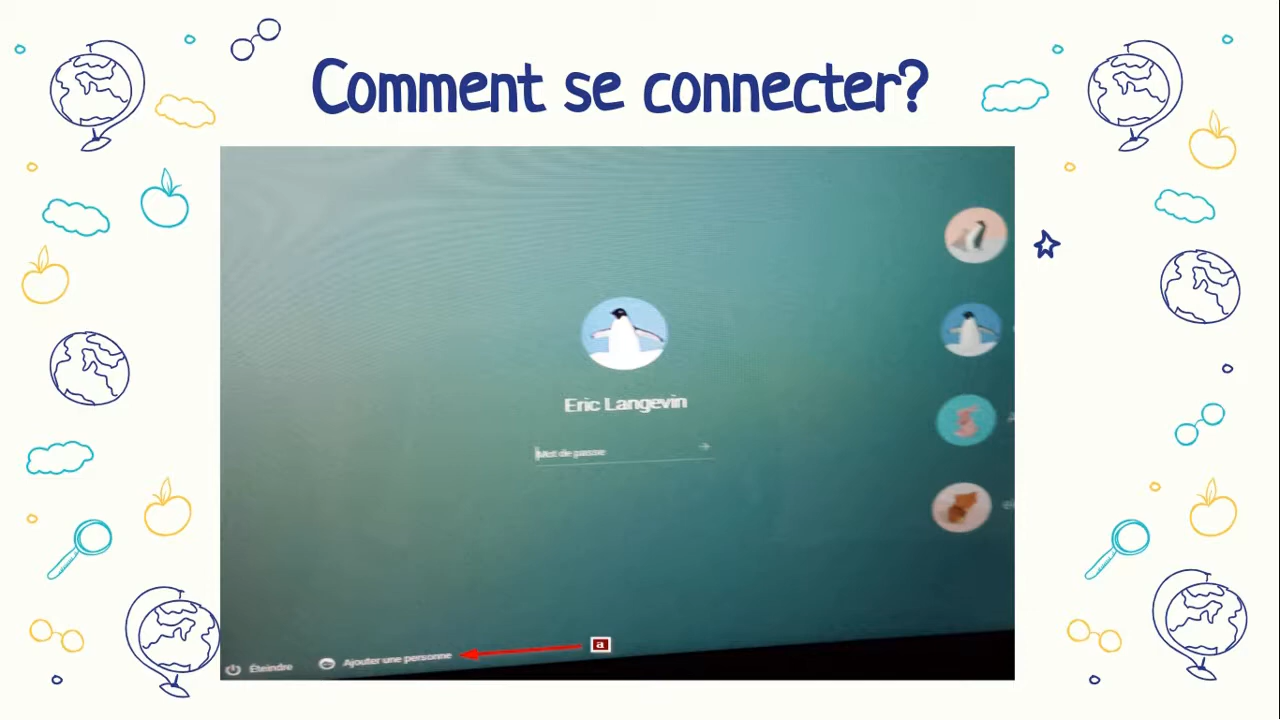 Comment se connecter?
Eric Langevin
Mot de passe
a
Éteindre
Ajouter une personne